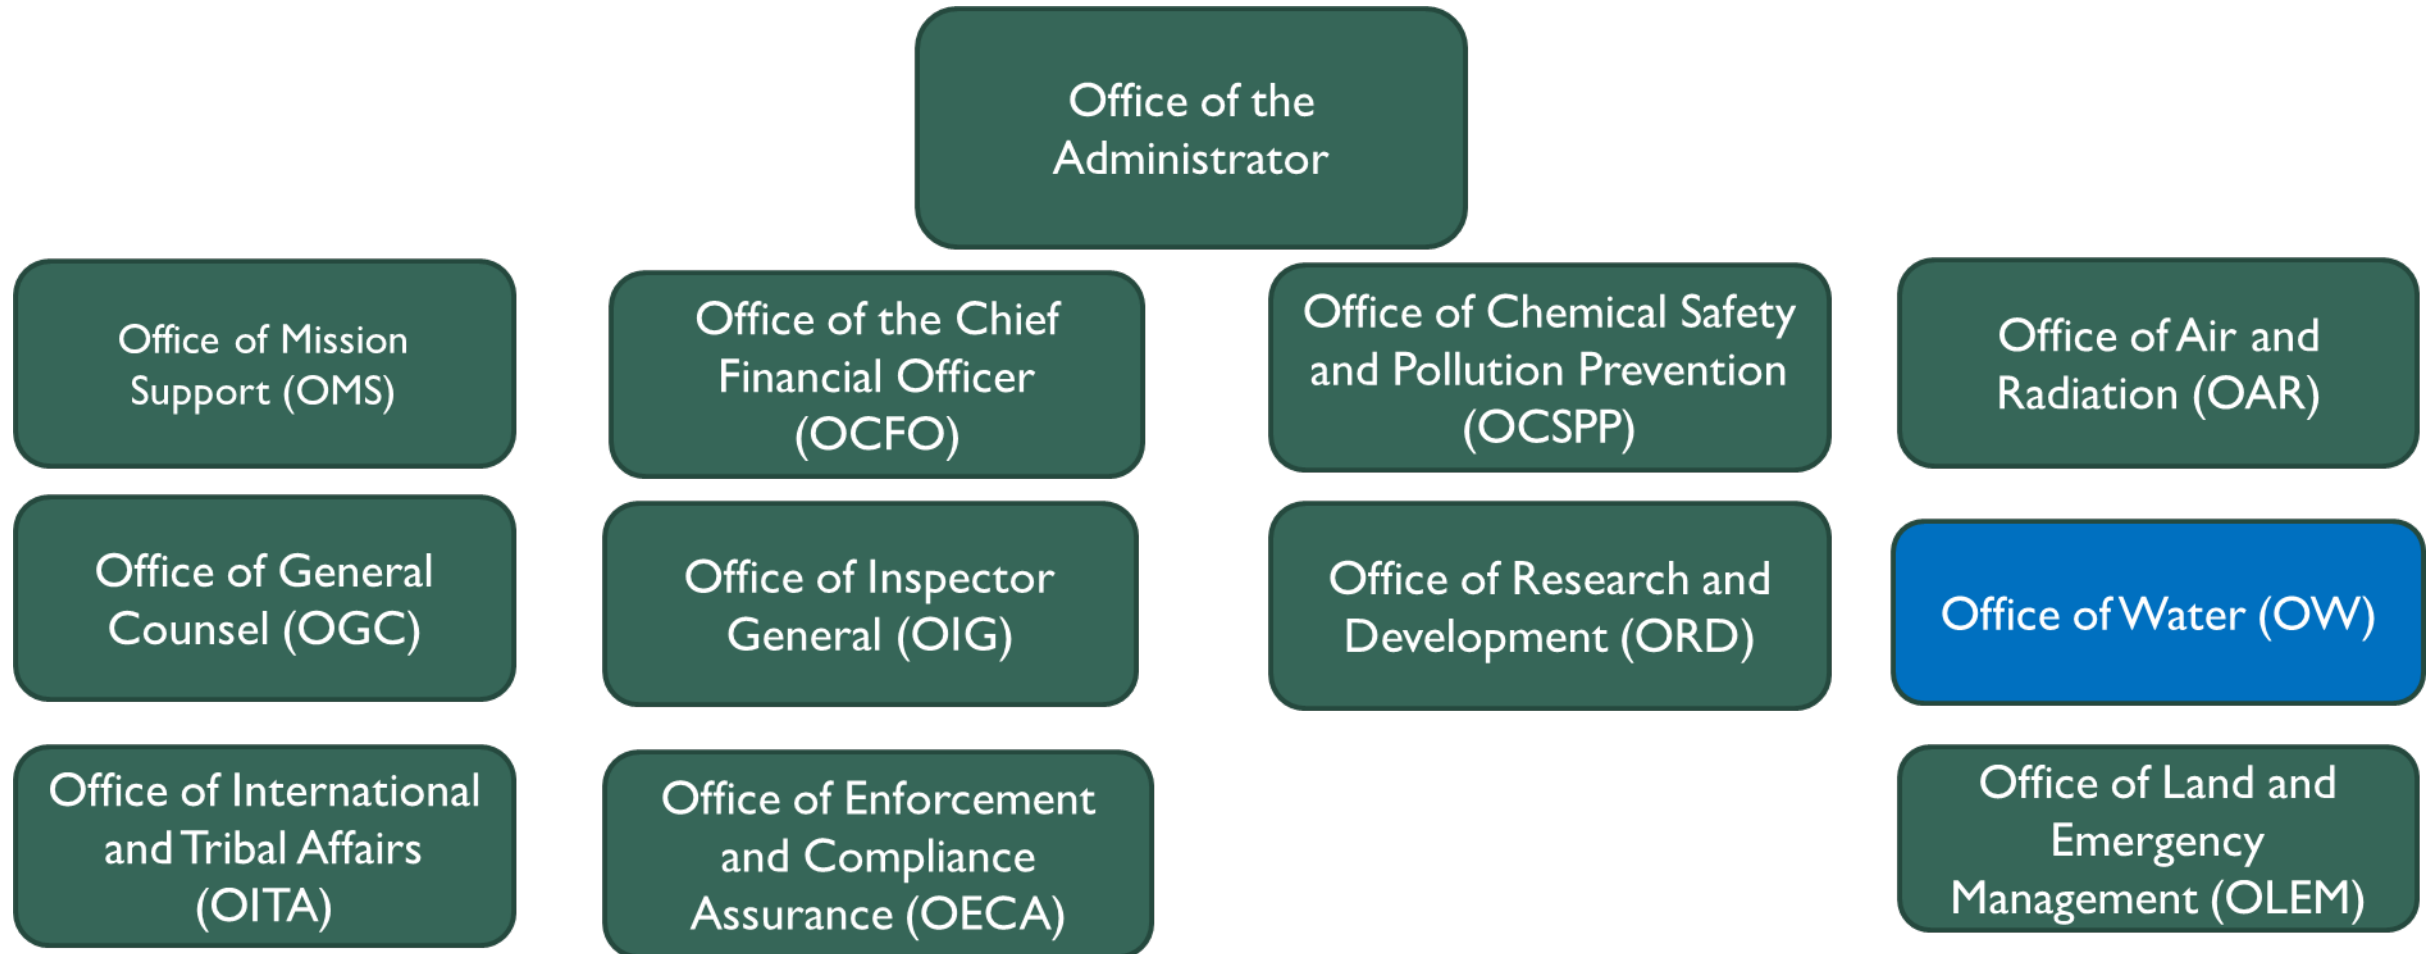 Office of the
Administrator
Office of Mission
Support (OMS)
Office of the Chief
Financial Officer
(OCFO)
Office of Chemical Safety
and Pollution Prevention
(OCSPP)
Office of Air and
Radiation (OAR)
Office of General
Counsel (OGC)
Office of Inspector
General (OIG)
Office of Research and
Development (ORD)
Office of Water (OW)
Office of International
and Tribal Affairs
(OITA)
Office of Enforcement
and Compliance
Assurance (OECA)
Office of Land and
Emergency
Management (OLEM)